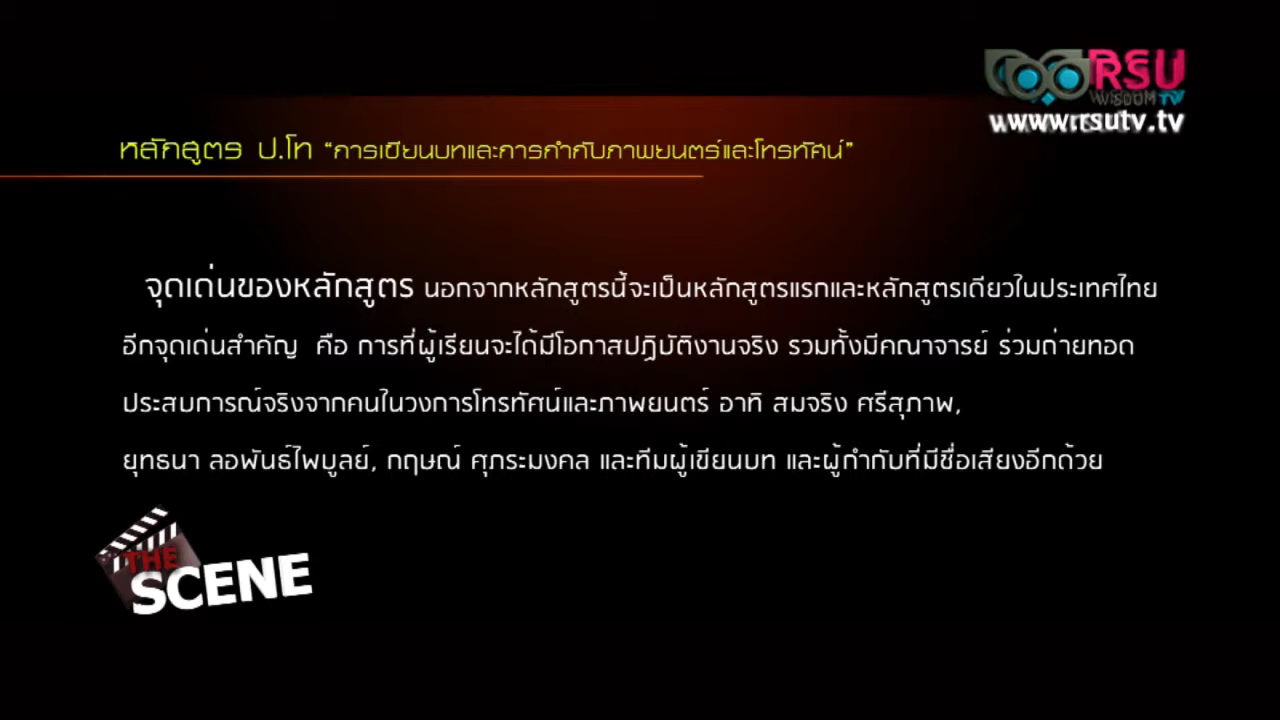 RSU
WISDOM TV
www.rsutv.tv
หลักสูตร ป.โท “การเขียนบทและการกำกับภาพยนตร์และโทรทัศน์”
จุดเด่นของหลักสูตร นอกจากหลักสูตรนี้จะเป็นหลักสูตรแรกและหลักสูตรเดียวในประเทศไทย
อีกจุดเด่นสำคัญ คือ การที่ผู้เรียนจะได้มีโอกาสปฏิบัติงานจริง รวมทั้งมีคณาจารย์ ร่วมถ่ายทอด
ประสบการณ์จริงจากคนในวงการโทรทัศน์และภาพยนตร์ อาทิ สมจริง ศรีสุภาพ,
ยุทธนา ลอพันธ์ไพบูลย์, กฤษณ์ ศุภระมงคล และทีมผู้เขียนบท และผู้กำกับที่มีชื่อเสียงอีกด้วย
THE
SCENE